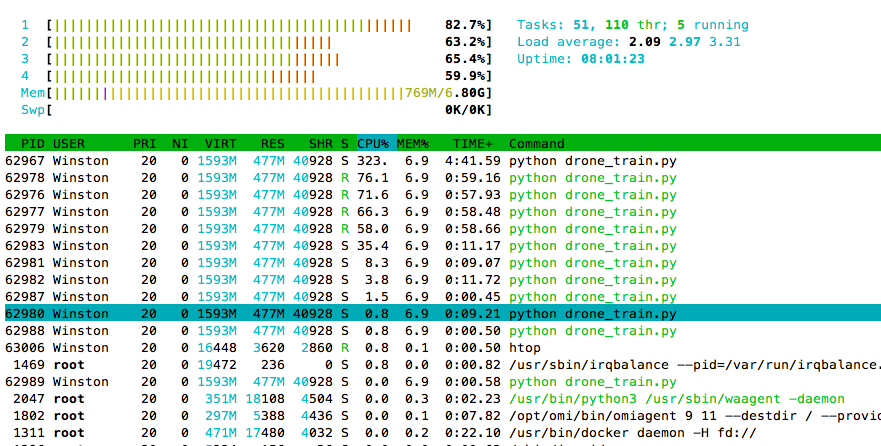 1 [|||||||||||||||||||||||||||||||||||||||||||| 82.7%] Tasks: 51, 110 thr; 5 running
2 [|||||||||||||||||||||||||||||||||| 63.2%] Load average: 2.09 2.97 3.31
3 [||||||||||||||||||||||||||||||||||| 65.4%] Uptime: 08:01:23
4 [|||||||||||||||||||||||||||||||| 59.9%]
Mem[|||||||||||||||||||||||||||||||||||||||||||769M/6.80G]
Swp[ 0K/0K]
PID USER PRI NI VIRT RES SHR S CPU% MEM% TIME+ Command
62967 Winston 20 0 1593M 477M 40928 S 323. 6.9 4:41.59 python drone_train.py
62978 Winston 20 0 1593M 477M 40928 R 76.1 6.9 0:59.16 python drone_train.py
62976 Winston 20 0 1593M 477M 40928 R 71.6 6.9 0:57.93 python drone_train.py
62977 Winston 20 0 1593M 477M 40928 R 66.3 6.9 0:58.48 python drone_train.py
62979 Winston 20 0 1593M 477M 40928 R 58.0 6.9 0:58.66 python drone_train.py
62983 Winston 20 0 1593M 477M 40928 S 35.4 6.9 0:11.17 python drone_train.py
62981 Winston 20 0 1593M 477M 40928 S 8.3 6.9 0:09.07 python drone_train.py
62982 Winston 20 0 1593M 477M 40928 S 3.8 6.9 0:11.72 python drone_train.py
62987 Winston 20 0 1593M 477M 40928 S 1.5 6.9 0:00.45 python drone_train.py
62980 Winston 20 0 1593M 477M 40928 S 0.8 6.9 0:09.21 python drone_train.py
62988 Winston 20 0 1593M 477M 40928 S 0.8 6.9 0:00.50 python drone_train.py
63006 Winston 20 0 16448 3620 2860 R 0.8 0.1 0:00.50 htop
1469 root 20 0 19472 236 0 S 0.8 0.0 0:00.82 /usr/sbin/irqbalance --pid=/var/run/irqbalance.
62989 Winston 20 0 1593M 477M 40928 S 0.0 6.9 0:00.58 python drone_train.py
2047 root 20 0 351M 18108 4504 S 0.0 0.3 0:02.23 /usr/bin/python3 /usr/sbin/waagent -daemon
1802 root 20 0 297M 5388 4436 S 0.0 0.1 0:07.82 /opt/omi/bin/omiagent 9 11 --destdir / --provid
1311 root 20 0 471M 17480 4032 S 0.0 0.2 0:22.10 /usr/bin/docker daemon -H fd://